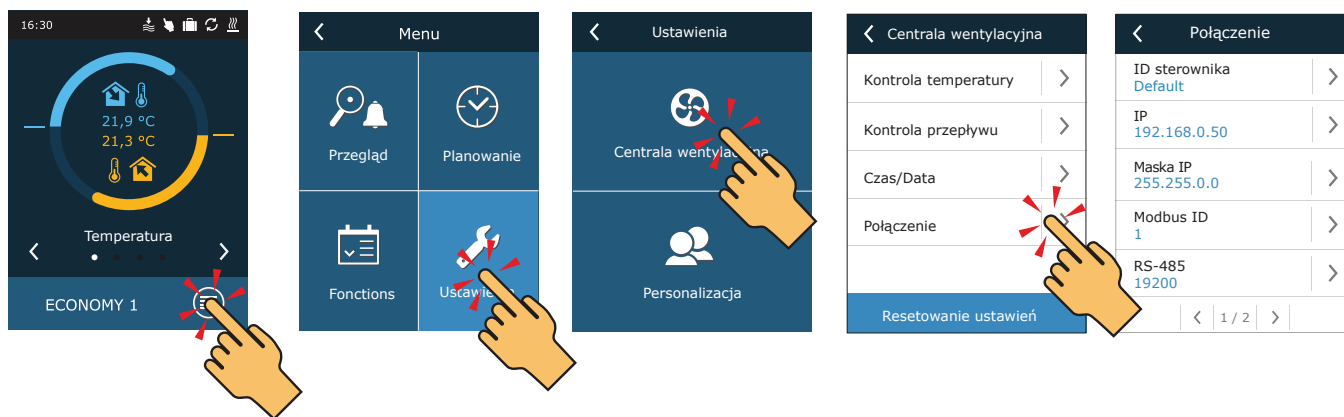 16:30
21,9 °C
21,3 °C
Temperatura
ECONOMY 1
Menu
Przegląd
Planowanie
Fonctions
Ustawienia
Ustawienia
Centrala wentylacyjna
Personalizacja
Centrala wentylacyjna
Kontrola temperatury
Kontrola przepływu
Czas/Data
Połączenie
Resetowanie ustawień
Połączenie
ID sterownika
Default
IP
192.168.0.50
Maska IP
255.255.0.0
Modbus ID
1
RS-485
19200
1 / 2